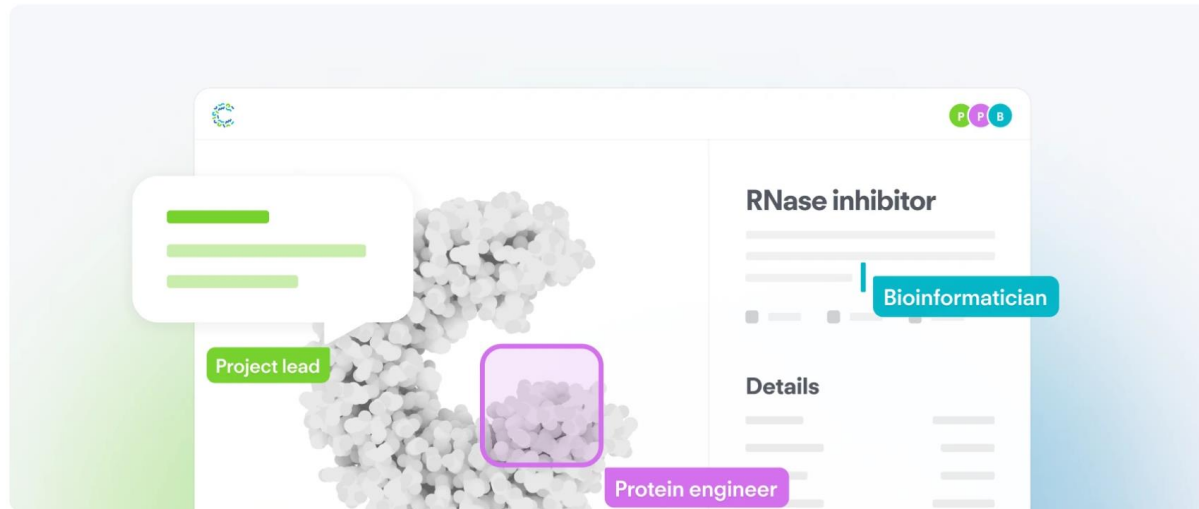 P P B
RNase inhibitor
Bioinformatician
Project lead
Details
Protein engineer